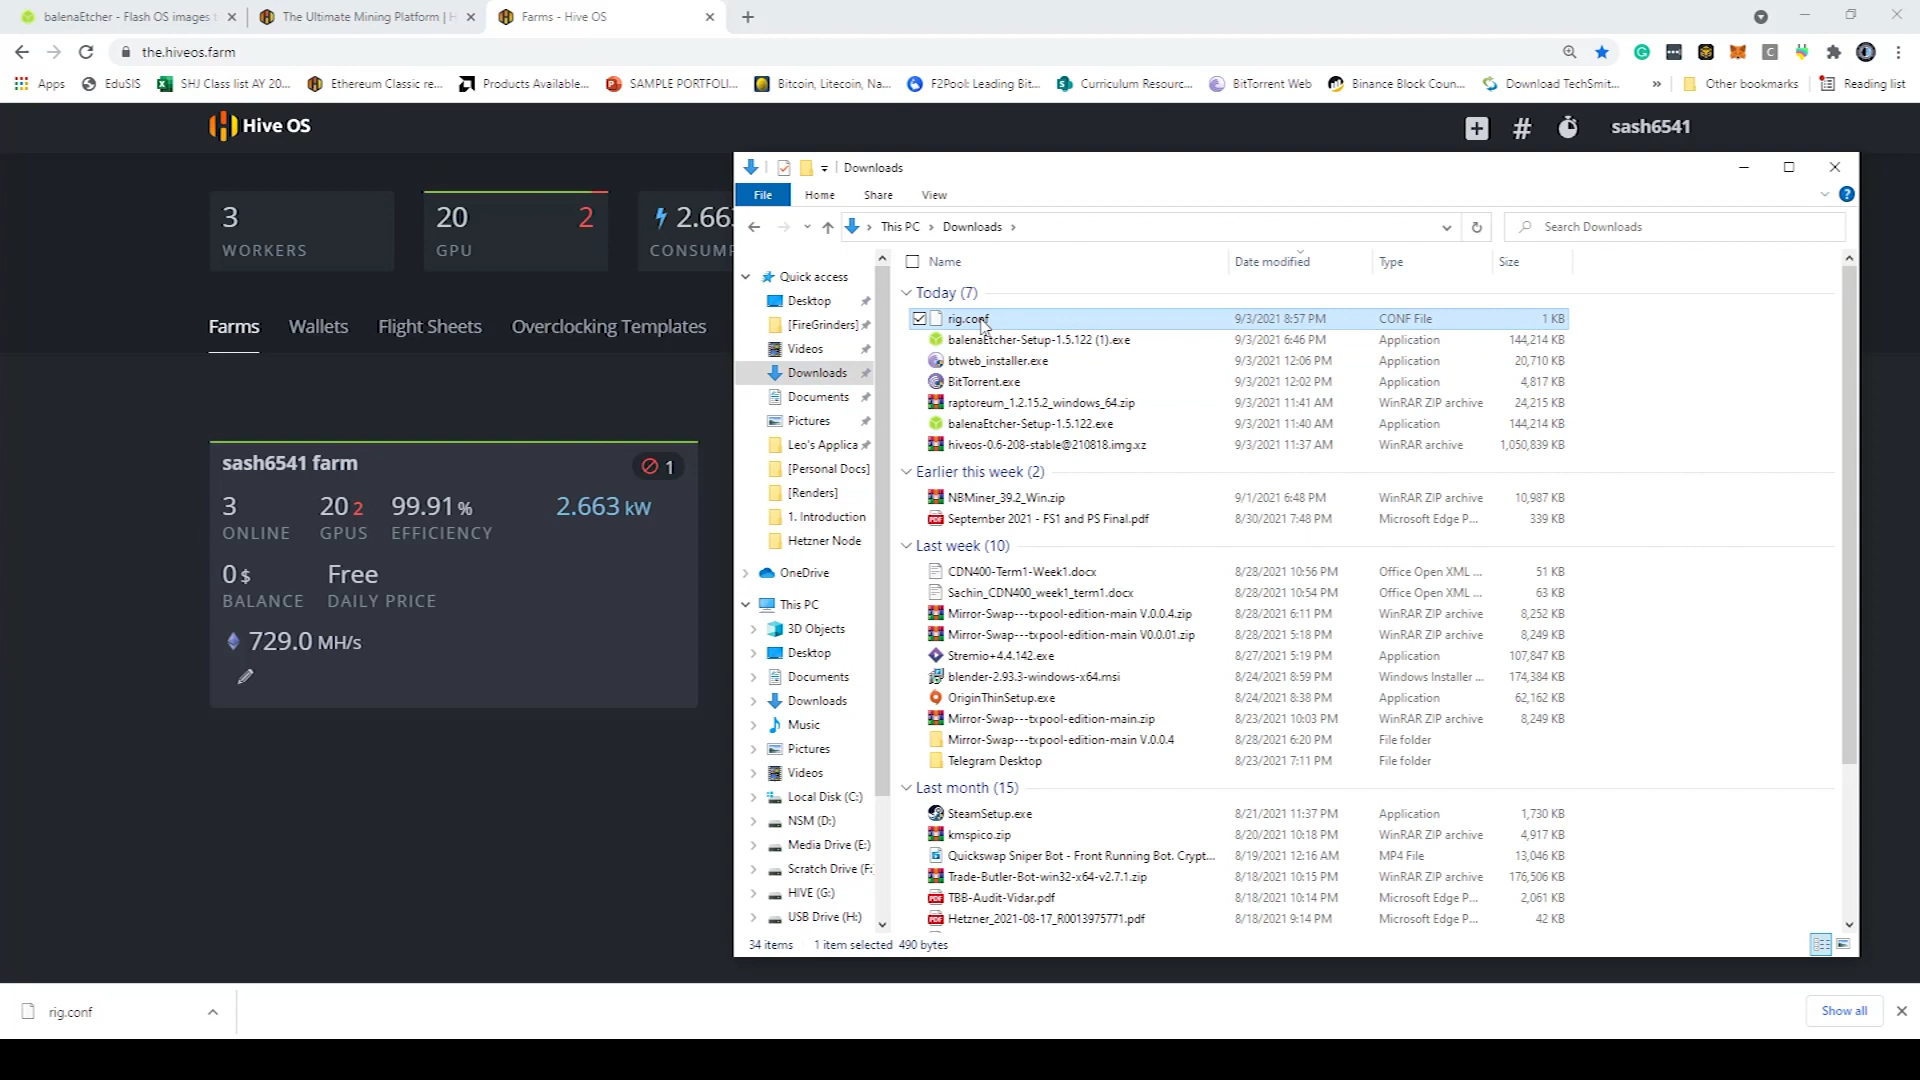 balenaEtcher - Flash OS images t
The Ultimate Mining Platform | H
Farms - Hive OS
the.hiveos.farm
Apps
EduSIS
SHJ Class list AY 20...
Ethereum Classic re...
Products Available...
SAMPLE PORTFOLI...
Bitcoin, Litecoin, Na...
F2Pool: Leading Bit...
Curriculum Resourc...
BitTorrent Web
Binance Block Coun...
Download TechSmit...
»
Other bookmarks
Reading list
Hive OS
sash6541
3
WORKERS
20 2
GPU
2.66
CONSUM
Farms
Wallets
Flight Sheets
Overclocking Templates
sash6541 farm
1
3
ONLINE
20 2
GPUS
99.91 %
EFFICIENCY
2.663 kW
0 $
BALANCE
Free
DAILY PRICE
729.0 MH/s
Downloads
File Home Share View
This PC > Downloads >
Search Downloads
Quick access
Desktop
[FireGrinders]
Videos
Downloads
Documents
Pictures
Leo's Applica
[Personal Docs]
[Renders]
1. Introduction
Hetzner Node
OneDrive
This PC
3D Objects
Desktop
Documents
Downloads
Music
Pictures
Videos
Local Disk (C:)
NSM (D:)
Media Drive (E:)
Scratch Drive (F:
HIVE (G:)
USB Drive (H:)
Name Date modified Type Size
Today (7)
rig.conf 9/3/2021 8:57 PM CONF File 1 KB
balenaEtcher-Setup-1.5.122 (1).exe 9/3/2021 6:46 PM Application 144,214 KB
btweb_installer.exe 9/3/2021 12:06 PM Application 20,710 KB
BitTorrent.exe 9/3/2021 12:02 PM Application 4,817 KB
raptoreum_1.2.15.2_windows_64.zip 9/3/2021 11:41 AM WinRAR ZIP archive 24,215 KB
balenaEtcher-Setup-1.5.122.exe 9/3/2021 11:40 AM Application 144,214 KB
hiveos-0.6-208-stable@210818.img.xz 9/3/2021 11:37 AM WinRAR archive 1,050,839 KB
Earlier this week (2)
NBMiner_39.2_Win.zip 9/1/2021 6:48 PM WinRAR ZIP archive 10,987 KB
September 2021 - FS1 and PS Final.pdf 8/30/2021 7:48 PM Microsoft Edge P... 339 KB
Last week (10)
CDN400-Term1-Week1.docx 8/28/2021 10:56 PM Office Open XML ... 51 KB
Sachin_CDN400_week1_term1.docx 8/28/2021 10:54 PM Office Open XML ... 63 KB
Mirror-Swap---txpool-edition-main V.0.0.4.zip 8/28/2021 6:11 PM WinRAR ZIP archive 8,252 KB
Mirror-Swap---txpool-edition-main V0.0.01.zip 8/28/2021 5:18 PM WinRAR ZIP archive 8,249 KB
Stremio+4.4.142.exe 8/27/2021 5:19 PM Application 107,847 KB
blender-2.93.3-windows-x64.msi 8/24/2021 8:59 PM Windows Installer ... 174,384 KB
OriginThinSetup.exe 8/24/2021 8:38 PM Application 62,162 KB
Mirror-Swap---txpool-edition-main.zip 8/23/2021 10:03 PM WinRAR ZIP archive 8,249 KB
Mirror-Swap---txpool-edition-main V.0.0.4 8/28/2021 6:20 PM File folder
Telegram Desktop 8/23/2021 7:11 PM File folder
Last month (15)
SteamSetup.exe 8/21/2021 11:37 PM Application 1,730 KB
kmspico.zip 8/20/2021 10:18 PM WinRAR ZIP archive 4,917 KB
Quickswap Sniper Bot - Front Running Bot. Crypt... 8/19/2021 12:16 AM MP4 File 13,046 KB
Trade-Butler-Bot-win32-x64-v2.7.1.zip 8/18/2021 10:15 PM WinRAR ZIP archive 176,506 KB
TBB-Audit-Vidar.pdf 8/18/2021 10:14 PM Microsoft Edge P... 2,061 KB
Hetzner_2021-08-17_R0013975771.pdf 8/18/2021 9:14 PM Microsoft Edge P... 42 KB
34 items 1 item selected 490 bytes
rig.conf
Show all